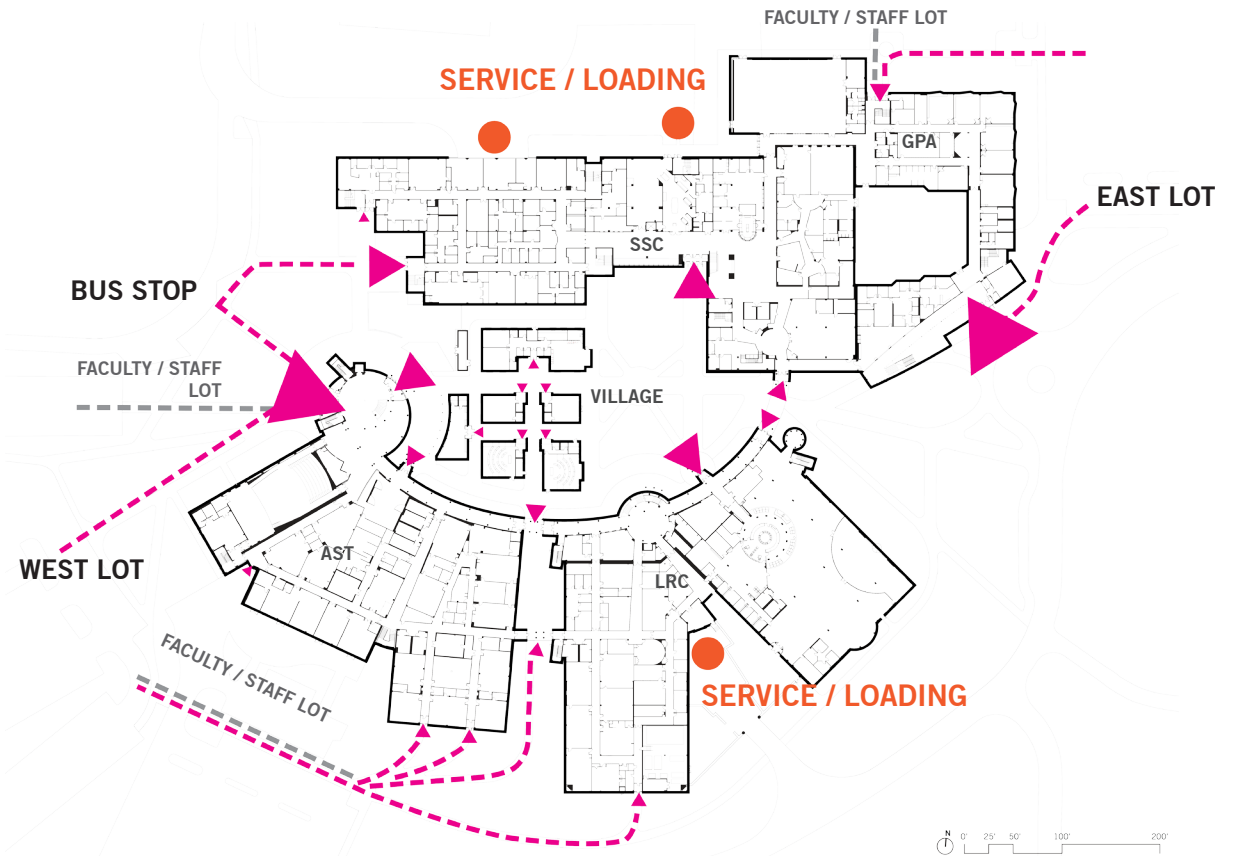 FACULTY / STAFF LOT
SERVICE / LOADING
GPA
EAST LOT
SSC
BUS STOP
FACULTY / STAFF
LOT
VILLAGE
AST
LRC
WEST LOT
FACULTY / STAFF LOT
SERVICE / LOADING
N
0' 25' 50' 100' 200'